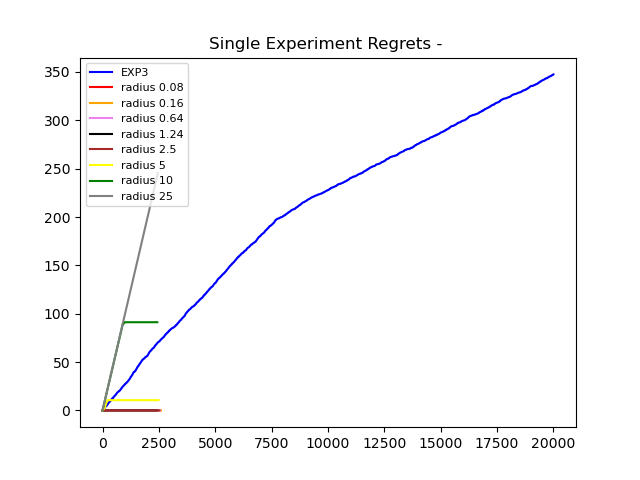 Single Experiment Regrets -
350
300
250
200
150
100
50
0
EXP3
radius 0.08
radius 0.16
radius 0.64
radius 1.24
radius 2.5
radius 5
radius 10
radius 25
0 2500 5000 7500 10000 12500 15000 17500 20000